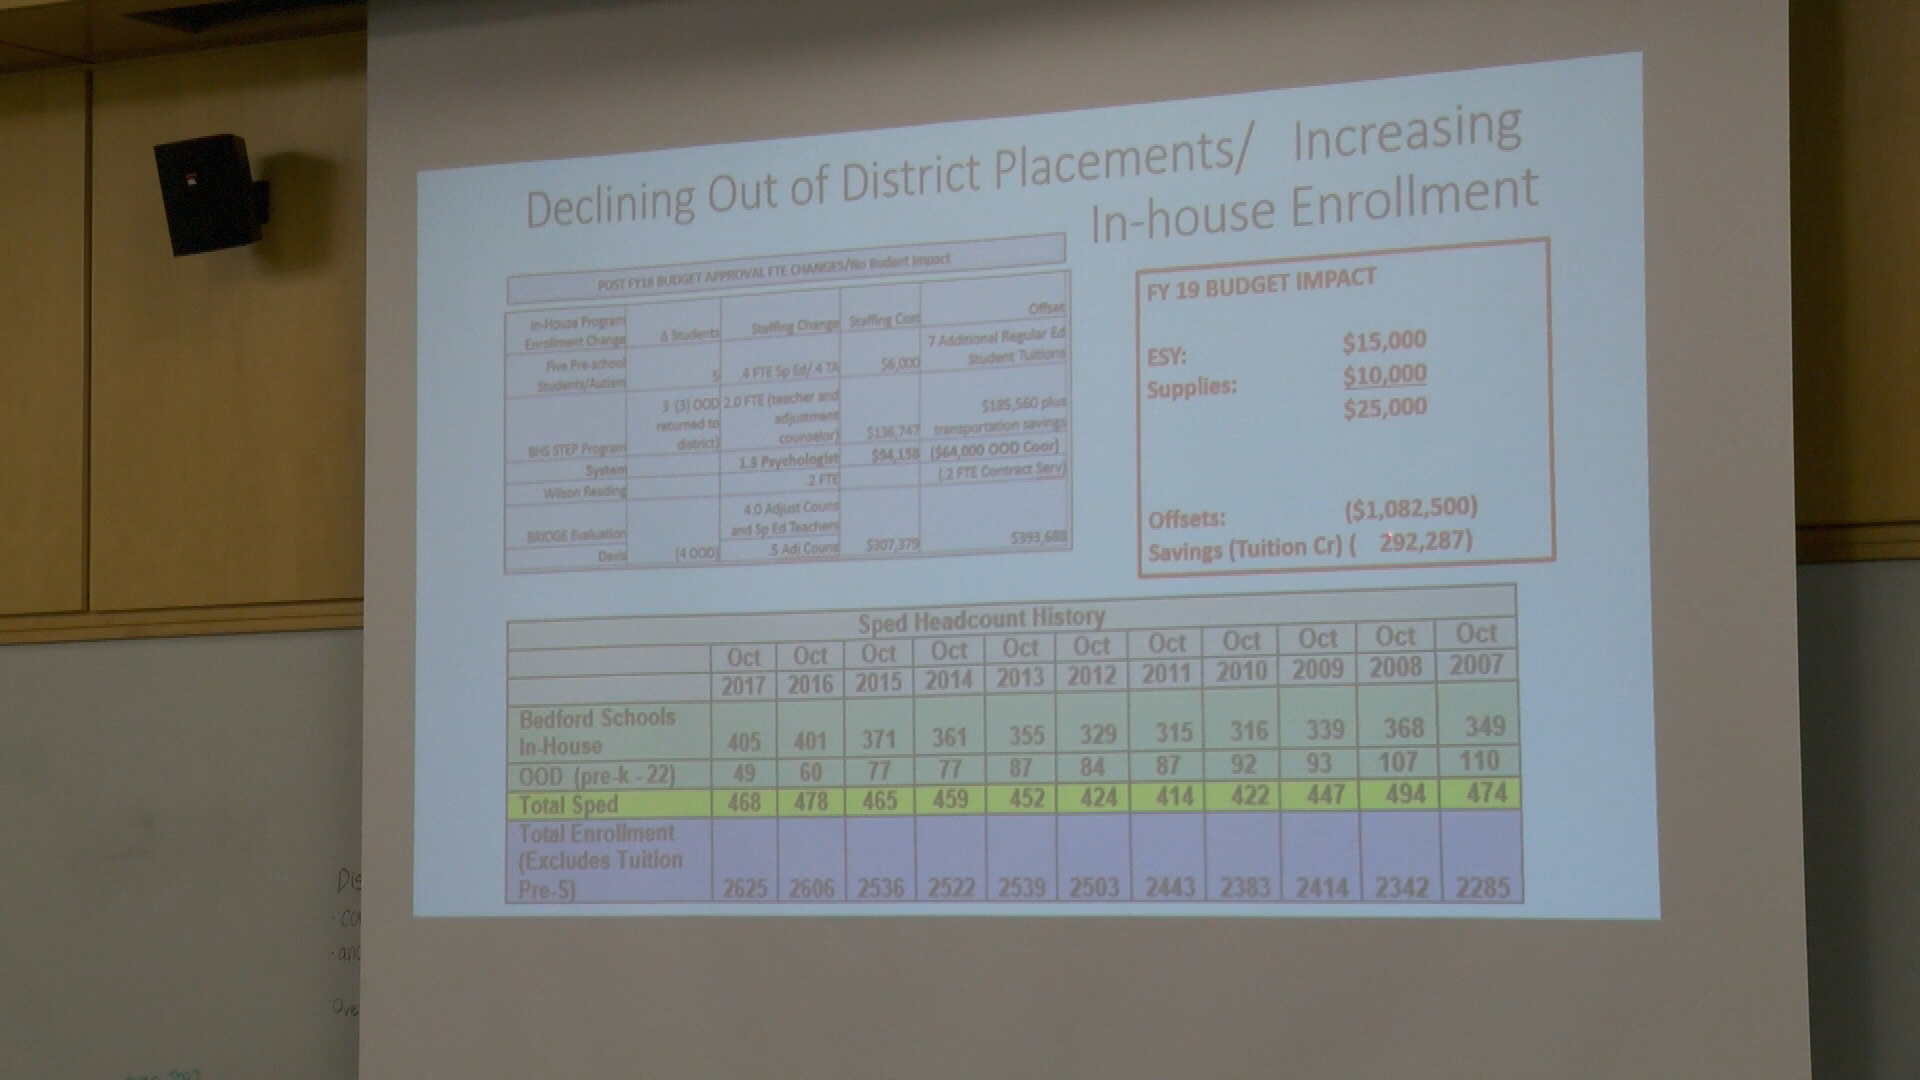 Declining Out of District Placements/ Increasing
In-house Enrollment
POST FY18 BUDGET APPROVAL FTE CHANGES/No Budget Impact
In-House Program Enrollment Change Δ Students Staffing Change Staffing Cost Offset
Five Pre-school Students/Autism 5 .4 FTE Sp Ed/.4 TA $6,000 7 Additional Regular Ed Student Tuitions
BHS STEP Program 3 (3) OOD returned to district) 2.0 FTE (teacher and adjustment counselor) $136,747 $185,560 plus transportation savings
System 1.3 Psychologist $94,158 ($64,000 OOD Coor)
Wilson Reading .2 FTE (.2 FTE Contract Serv)
BRIDGE Evaluation 4.0 Adjust Couns and Sp Ed Teachers
Davis (4 OOD) .5 Adj Couns $307,379 $393,688
FY 19 BUDGET IMPACT
ESY: $15,000
Supplies: $10,000
$25,000
Offsets: ($1,082,500)
Savings (Tuition Cr) ( 292,287)
Sped Headcount History
Oct Oct Oct Oct Oct Oct Oct Oct Oct Oct Oct
2017 2016 2015 2014 2013 2012 2011 2010 2009 2008 2007
Bedford Schools
In-House 405 401 371 361 355 329 315 316 339 368 349
OOD (pre-k - 22) 49 60 77 77 87 84 87 92 93 107 110
Total Sped 468 478 465 459 452 424 414 422 447 494 474
Total Enrollment
(Excludes Tuition
Pre-S) 2625 2606 2536 2522 2539 2503 2443 2383 2414 2342 2285